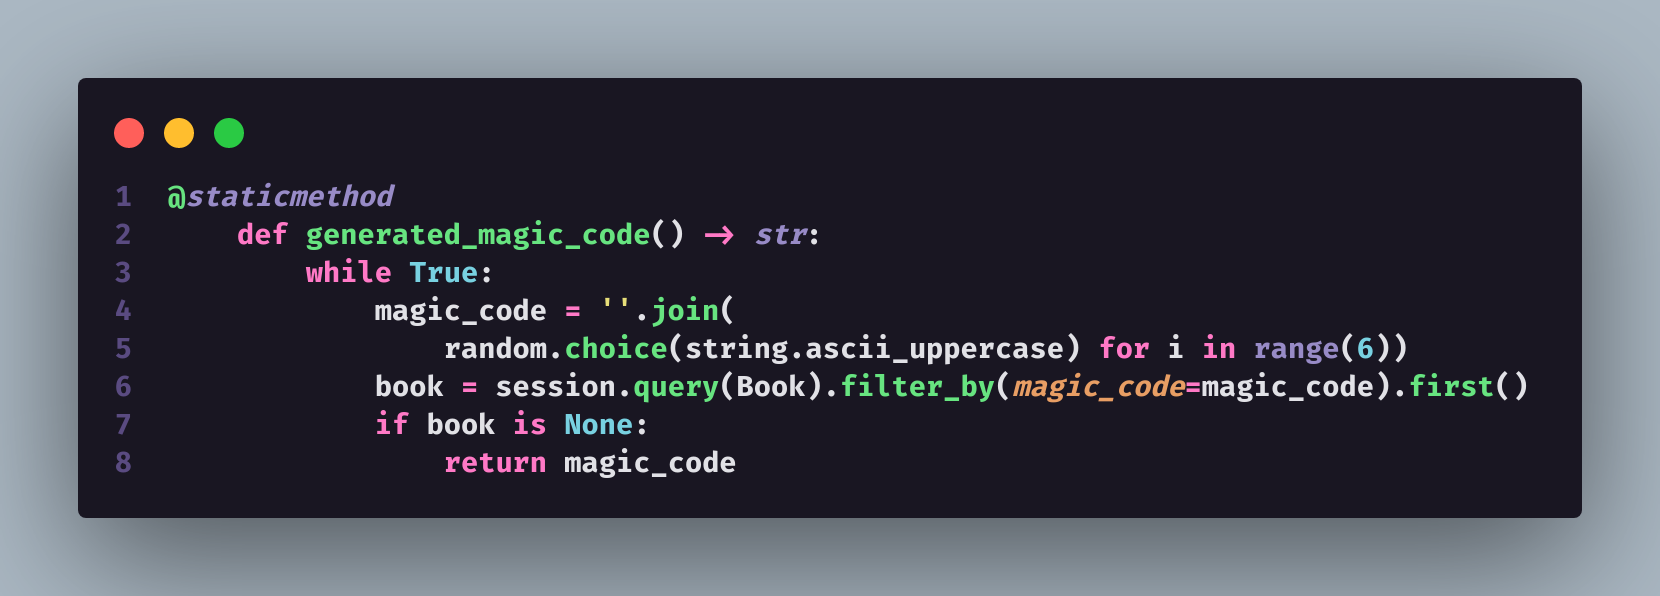 1 @staticmethod
2     def generated_magic_code() -> str:
3         while True:
4             magic_code = ''.join(
5                 random.choice(string.ascii_uppercase) for i in range(6))
6             book = session.query(Book).filter_by(magic_code=magic_code).first()
7             if book is None:
8                 return magic_code